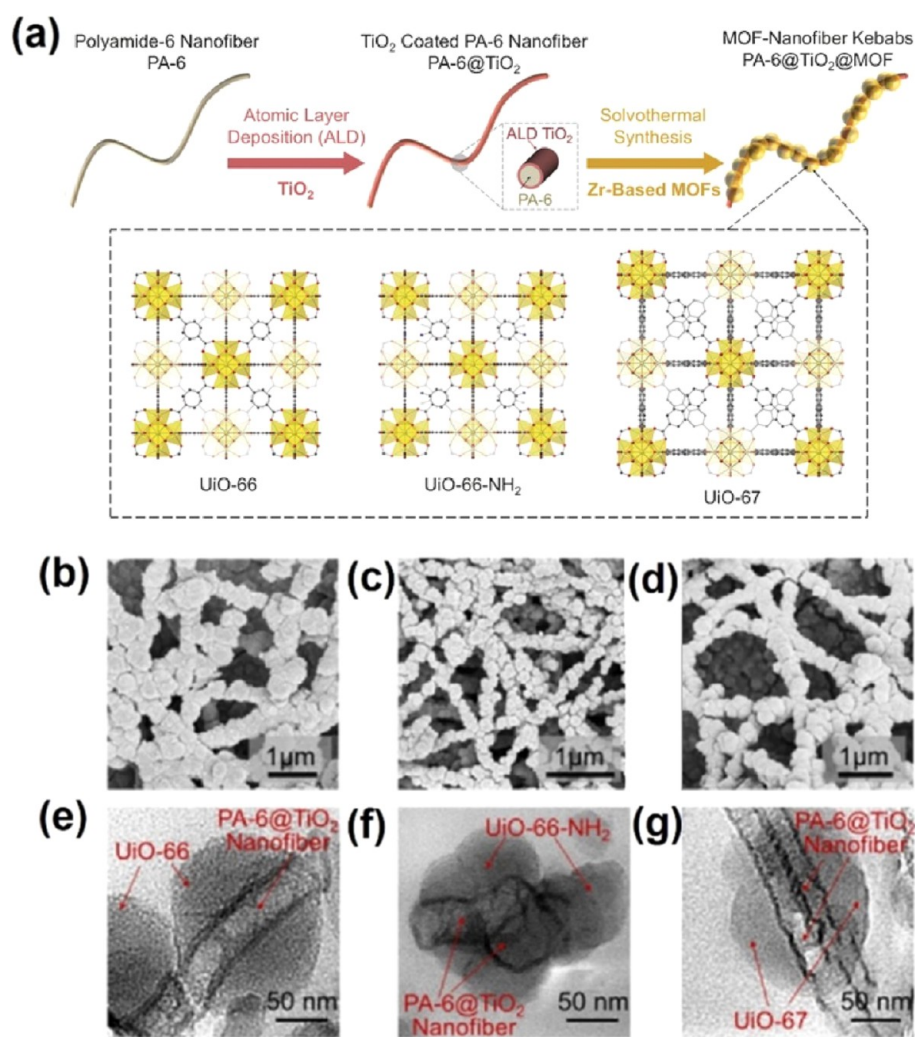 (a)
Polyamide-6 Nanofiber
PA-6
TiO₂ Coated PA-6 Nanofiber
PA-6@TiO₂
MOF-Nanofiber Kebabs
PA-6@TiO₂@MOF
Atomic Layer
Deposition (ALD)
TiO₂
ALD TiO₂
PA-6
Solvothermal
Synthesis
Zr-Based MOFs
UiO-66
UiO-66-NH₂
UiO-67
(b)
1µm
(c)
1µm
(d)
1µm
(e)
UiO-66
PA-6@TiO₂
Nanofiber
50 nm
(f)
UiO-66-NH₂
PA-6@TiO₂
Nanofiber
50 nm
(g)
PA-6@TiO₂
Nanofiber
UiO-67
50 nm